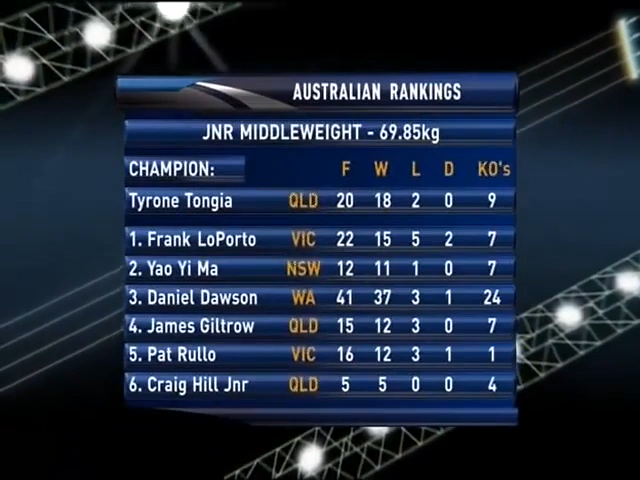 AUSTRALIAN RANKINGS
JNR MIDDLEWEIGHT - 69.85kg
CHAMPION: F W L D KO's
Tyrone Tongia QLD 20 18 2 0 9
1. Frank LoPorto VIC 22 15 5 2 7
2. Yao Yi Ma NSW 12 11 1 0 7
3. Daniel Dawson WA 41 37 3 1 24
4. James Giltrow QLD 15 12 3 0 7
5. Pat Rullo VIC 16 12 3 1 1
6. Craig Hill Jnr QLD 5 5 0 0 4